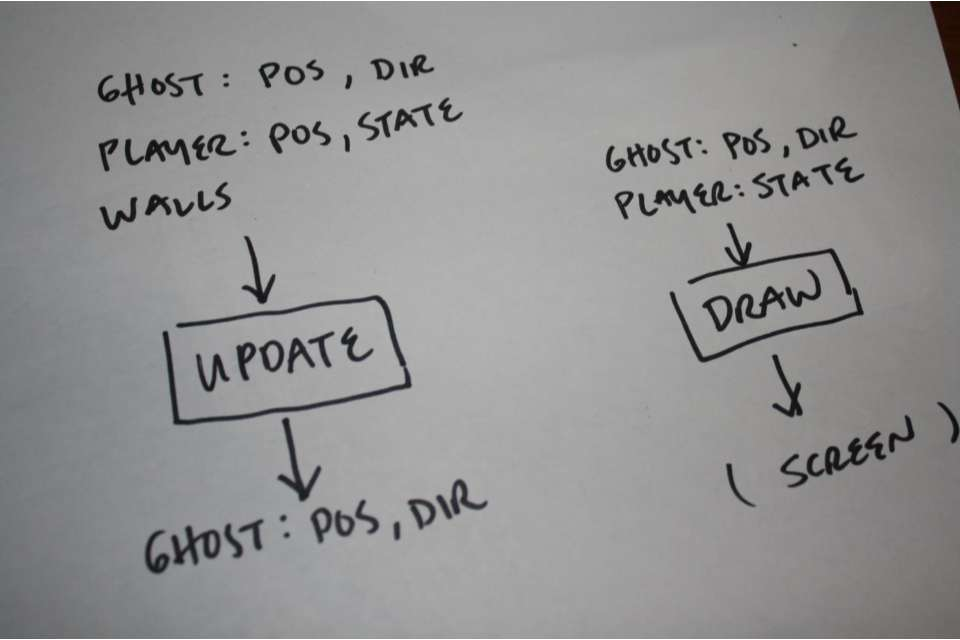 GHOST: POS, DIR
PLAYER: POS, STATE
WALLS
UPDATE
GHOST: POS, DIR
GHOST: POS, DIR
PLAYER: STATE
DRAW
( SCREEN )